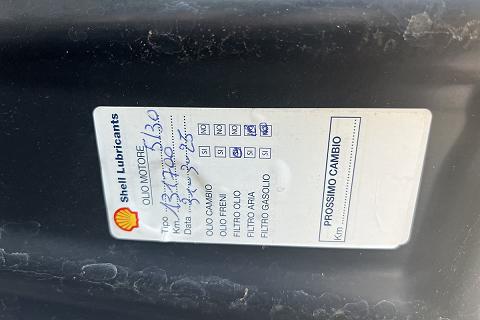 Shell Lubricants
OLIO MOTORE
Tipo 5/30
Km. 131700
Data
OLIO CAMBIO SI NO
OLIO FRENI SI NO
FILTRO OLIO SI NO
FILTRO ARIA SI NO
FILTRO GASOLIO SI NO
PROSSIMO CAMBIO
Km